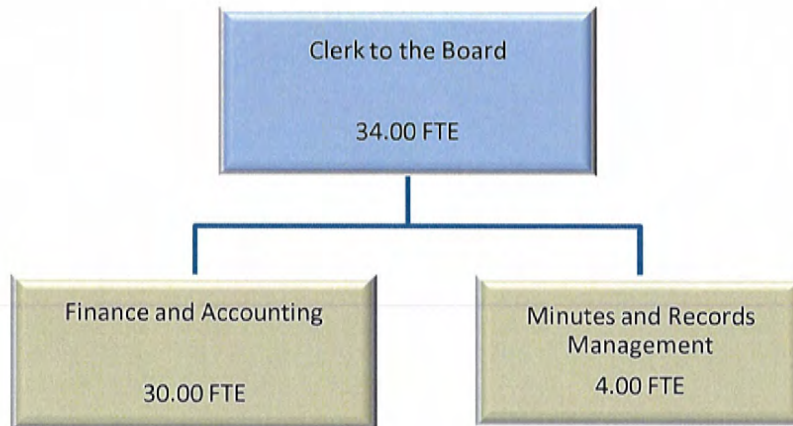 Clerk to the Board
34.00 FTE
Finance and Accounting
30.00 FTE
Minutes and Records
Management
4.00 FTE